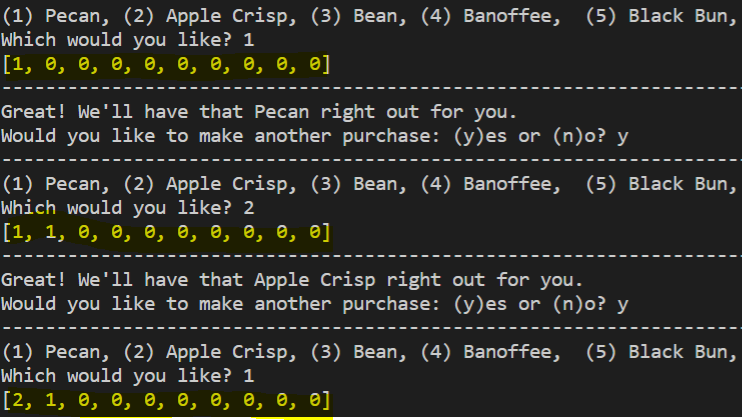 (1) Pecan, (2) Apple Crisp, (3) Bean, (4) Banoffee,  (5) Black Bun,
Which would you like? 1
[1, 0, 0, 0, 0, 0, 0, 0, 0, 0]
--------------------------------------------------------------
Great! We'll have that Pecan right out for you.
Would you like to make another purchase: (y)es or (n)o? y
--------------------------------------------------------------
(1) Pecan, (2) Apple Crisp, (3) Bean, (4) Banoffee,  (5) Black Bun,
Which would you like? 2
[1, 1, 0, 0, 0, 0, 0, 0, 0, 0]
--------------------------------------------------------------
Great! We'll have that Apple Crisp right out for you.
Would you like to make another purchase: (y)es or (n)o? y
--------------------------------------------------------------
(1) Pecan, (2) Apple Crisp, (3) Bean, (4) Banoffee,  (5) Black Bun,
Which would you like? 1
[2, 1, 0, 0, 0, 0, 0, 0, 0, 0]